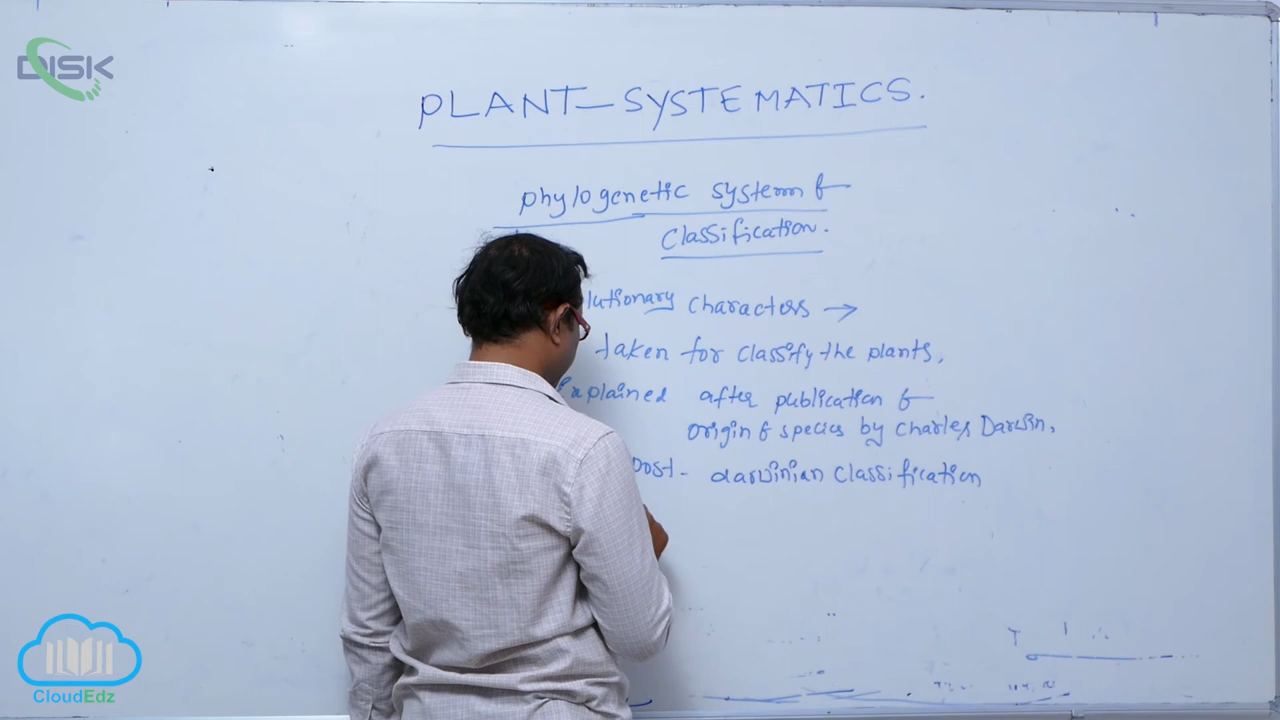 DISK
PLANT-SYSTEMATICS.
Phylogenetic system of
Classification.
characters →
taken for classify the plants,
Explained after publication of
origin of species by Charles Darwin,
post- darwinian classification
CloudEdz